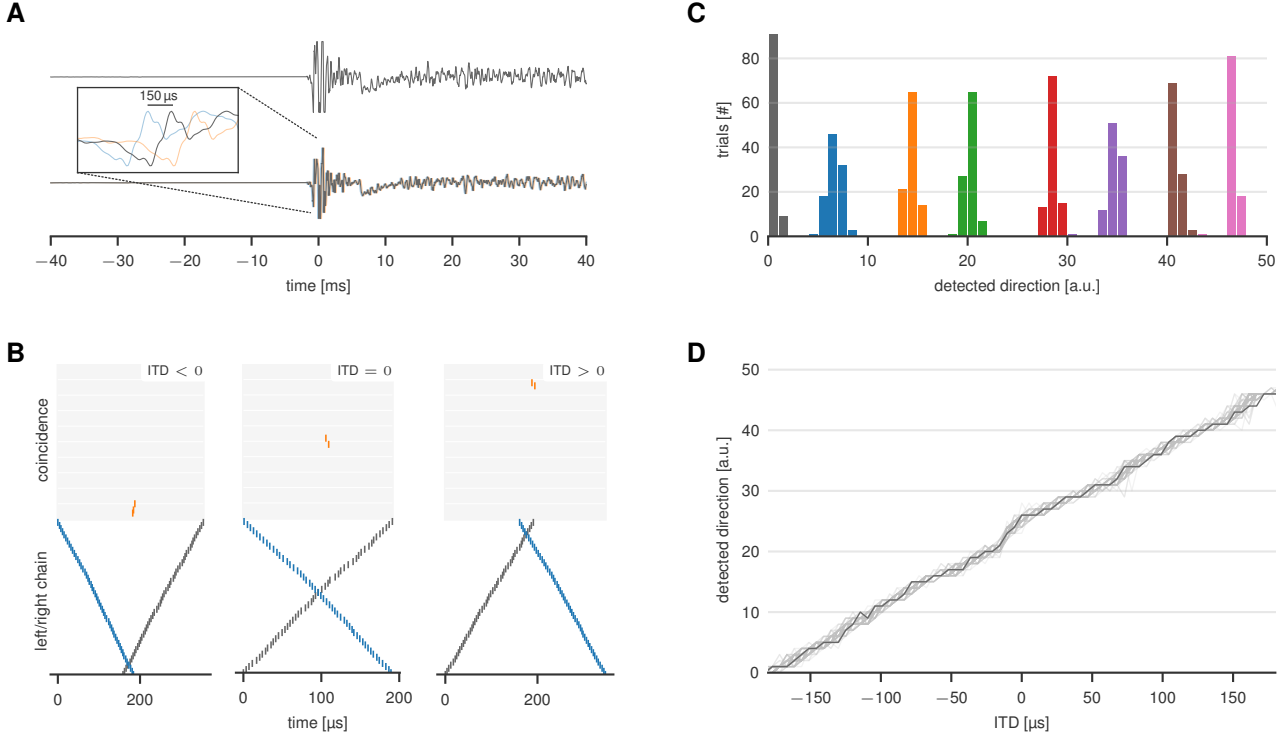 A
150 µs
−40 −30 −20 −10 0 10 20 30 40
time [ms]
B
ITD < 0
ITD = 0
ITD > 0
coincidence
left/right chain
0 200
0 100 200
0 200
time [µs]
C
trials [#]
80
60
40
20
0
0 10 20 30 40 50
detected direction [a.u.]
D
detected direction [a.u.]
50
40
30
20
10
0
−150 −100 −50 0 50 100 150
ITD [µs]